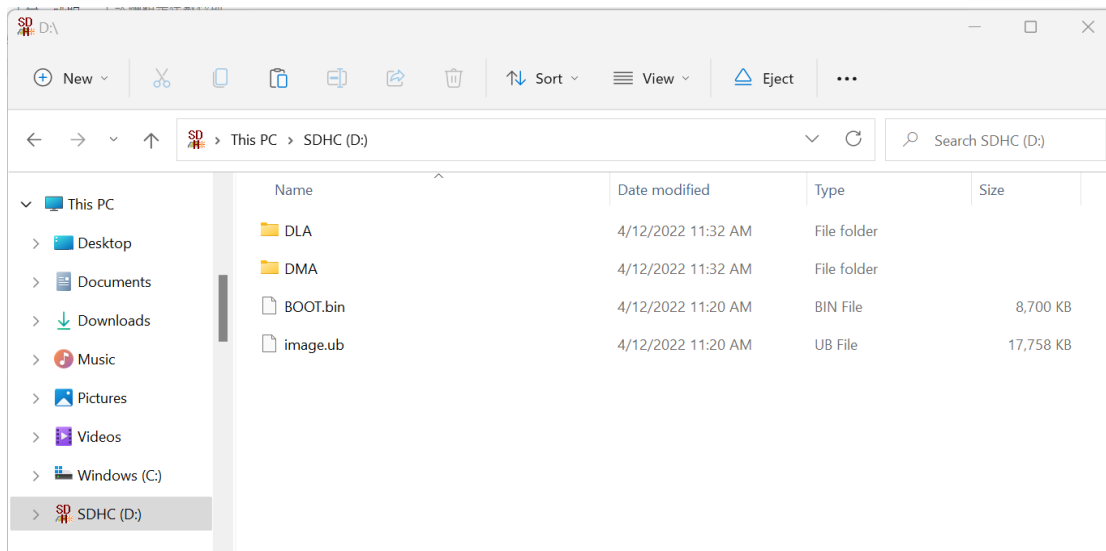 D:\
New
Sort
View
Eject
This PC > SDHC (D:)
Search SDHC (D:)
This PC
Desktop
Documents
Downloads
Music
Pictures
Videos
Windows (C:)
SDHC (D:)
Name Date modified Type Size
DLA 4/12/2022 11:32 AM File folder
DMA 4/12/2022 11:32 AM File folder
BOOT.bin 4/12/2022 11:20 AM BIN File 8,700 KB
image.ub 4/12/2022 11:20 AM UB File 17,758 KB